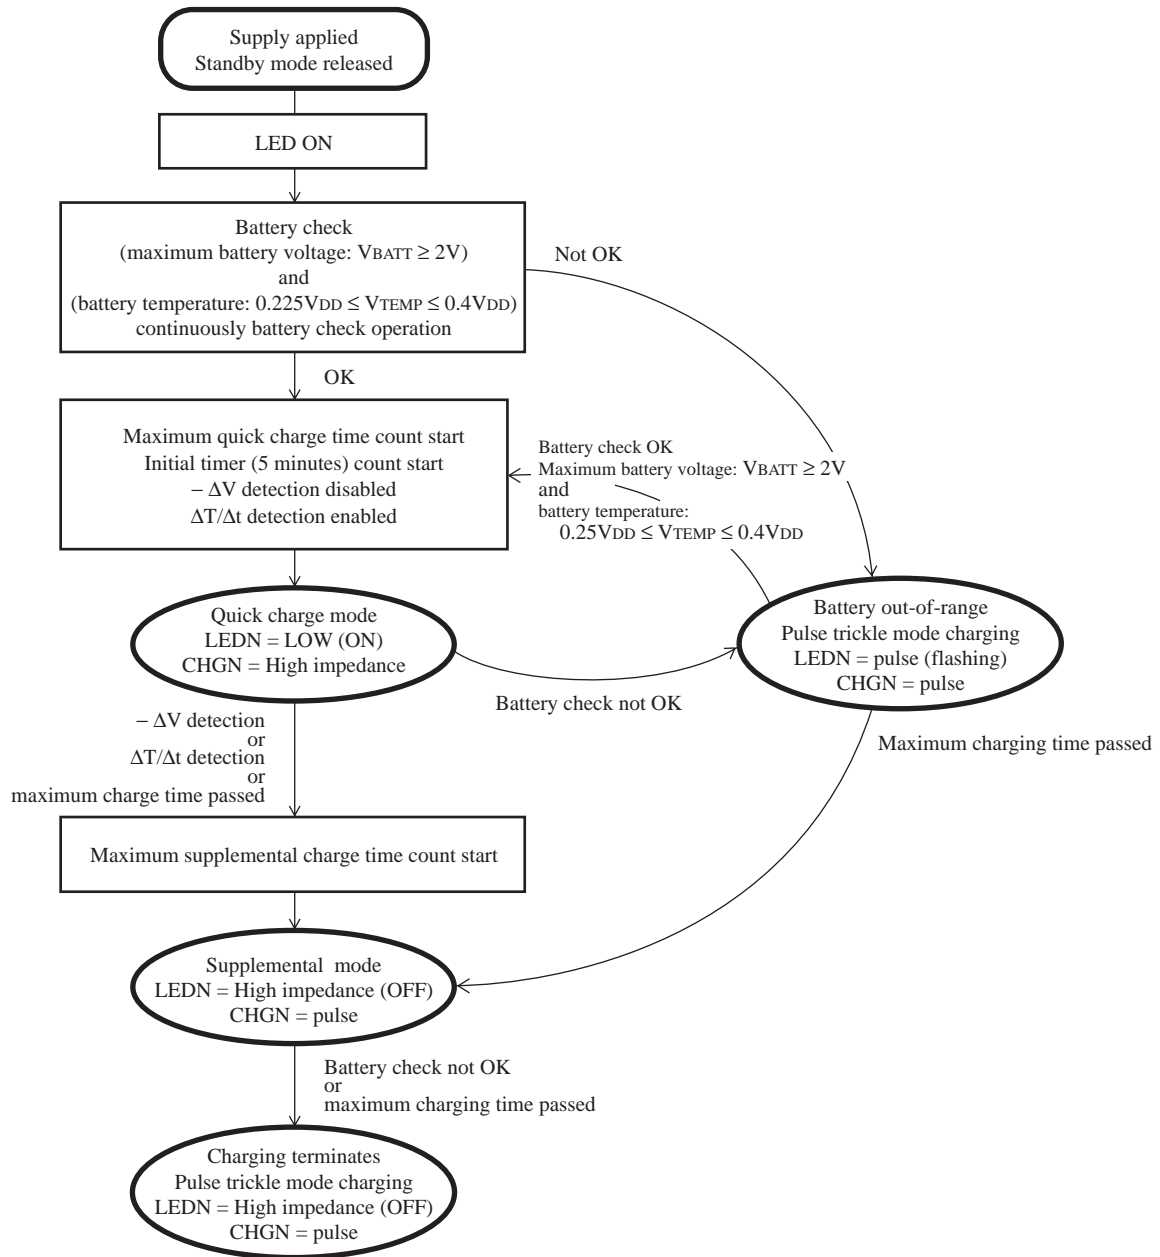 Supply applied
Standby mode released
LED ON
Battery check
(maximum battery voltage: VBATT ≥ 2V)
and
(battery temperature: 0.225VDD ≤ VTEMP ≤ 0.4VDD)
continuously battery check operation
Not OK
OK
Maximum quick charge time count start
Initial timer (5 minutes) count start
− ΔV detection disabled
ΔT/Δt detection enabled
Battery check OK
Maximum battery voltage: VBATT ≥ 2V
and
battery temperature:
0.25VDD ≤ VTEMP ≤ 0.4VDD
Quick charge mode
LEDN = LOW (ON)
CHGN = High impedance
Battery out-of-range
Pulse trickle mode charging
LEDN = pulse (flashing)
CHGN = pulse
Battery check not OK
Maximum charging time passed
− ΔV detection
or
ΔT/Δt detection
or
maximum charge time passed
Maximum supplemental charge time count start
Supplemental mode
LEDN = High impedance (OFF)
CHGN = pulse
Battery check not OK
or
maximum charging time passed
Charging terminates
Pulse trickle mode charging
LEDN = High impedance (OFF)
CHGN = pulse